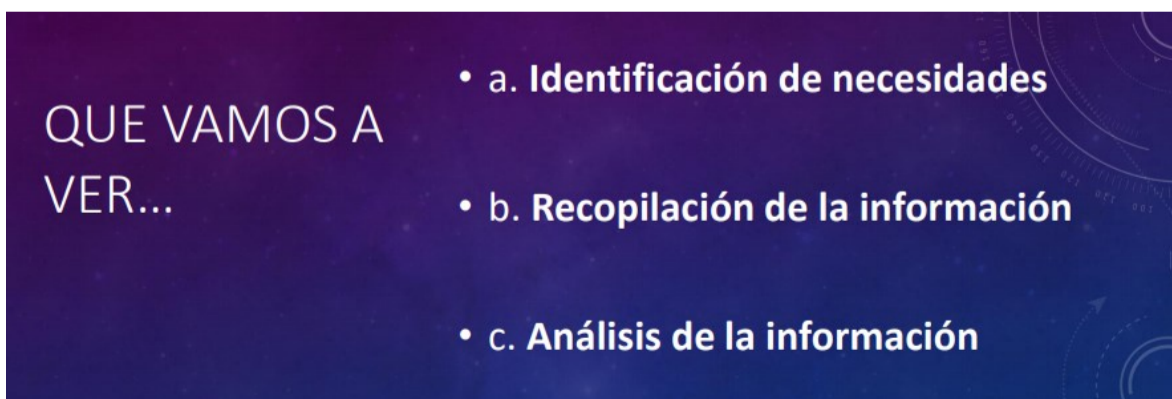 QUE VAMOS A
VER...
• a. Identificación de necesidades
• b. Recopilación de la información
• c. Análisis de la información